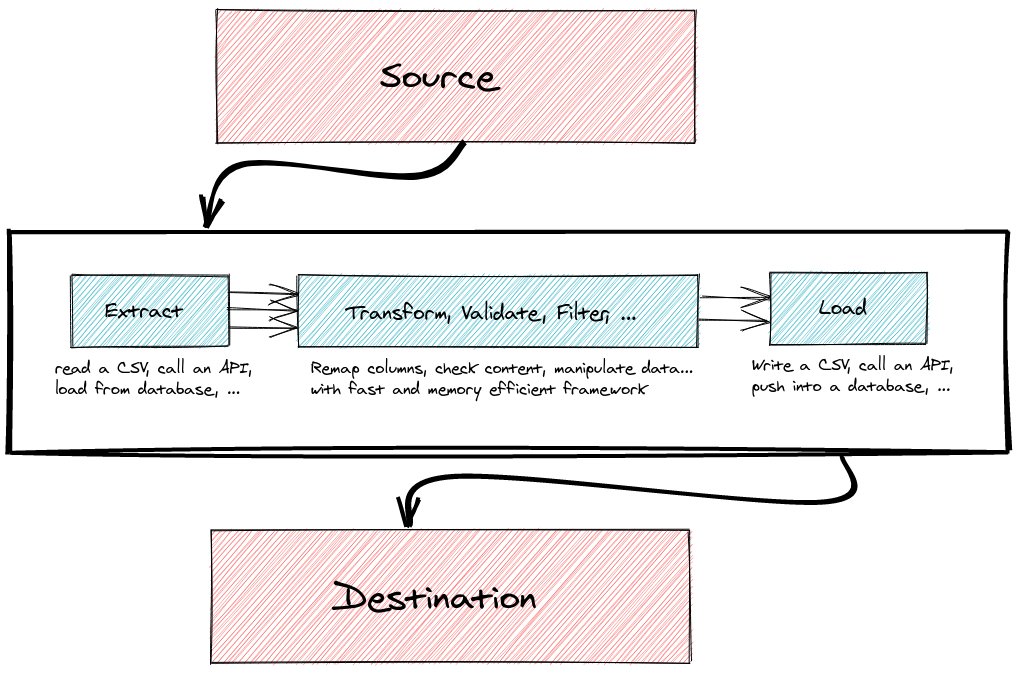 Source
Extract
Transform, Validate, Filter, ...
Load
read a CSV, call an API,
load from database, ...
Remap columns, check content, manipulate data...
with fast and memory efficient framework
Write a CSV, call an API,
push into a database, ...
Destination